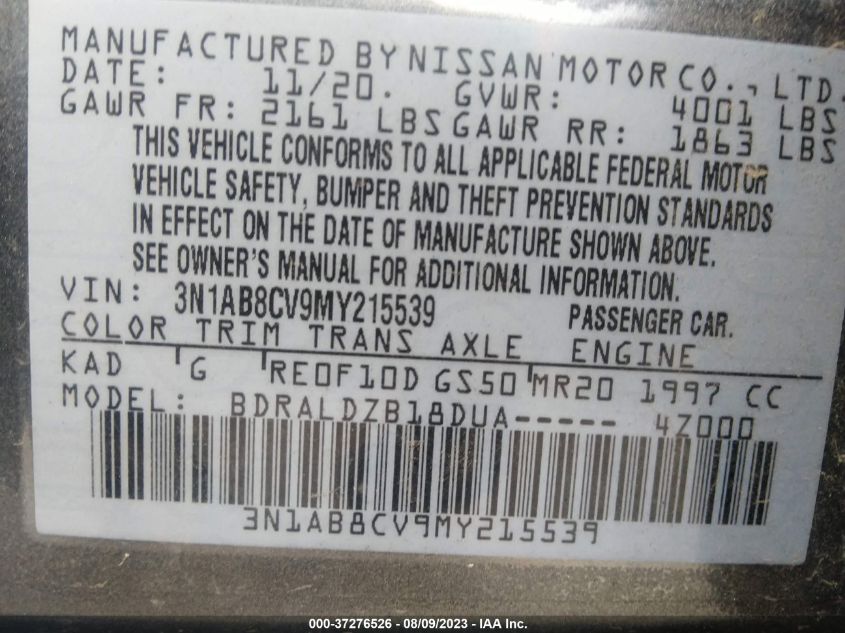 MANUFACTURED BY NISSAN MOTOR CO., LTD.
DATE: 11/20. GVWR: 4001 LBS
GAWR FR: 2161 LBS GAWR RR: 1863 LBS
THIS VEHICLE CONFORMS TO ALL APPLICABLE FEDERAL MOTOR
VEHICLE SAFETY, BUMPER AND THEFT PREVENTION STANDARDS
IN EFFECT ON THE DATE OF MANUFACTURE SHOWN ABOVE.
SEE OWNER'S MANUAL FOR ADDITIONAL INFORMATION.
VIN: 3N1AB8CV9MY215539 PASSENGER CAR.
COLOR TRIM TRANS AXLE ENGINE
KAD G RE0F10D GS50 MR20 1997 CC
MODEL: BDRALDZB18DUA----- 4Z000
3N1AB8CV9MY215539
000-37276526 - 08/09/2023 - IAA Inc.